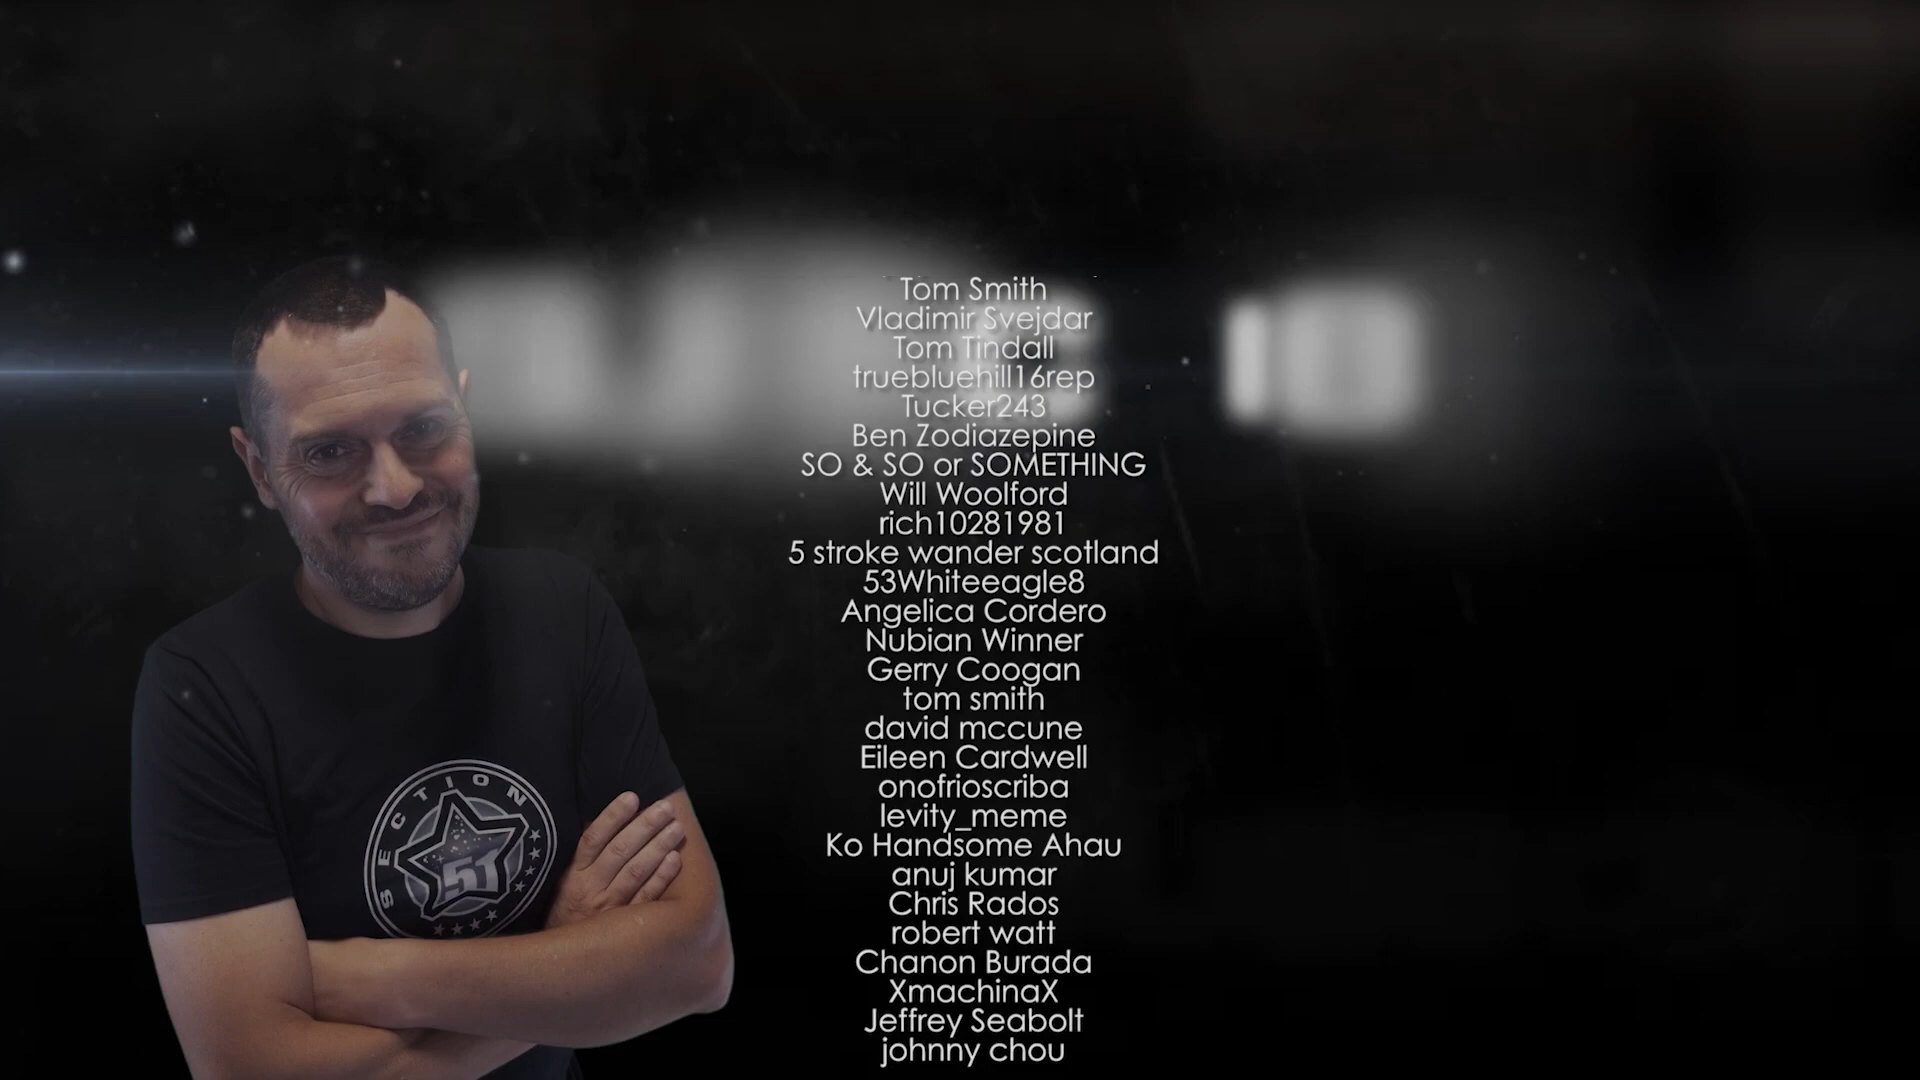 Tom Smith
Vladimir Svejdar
Tom Tindall
truebluehill16rep
Tucker243
Ben Zodiazepine
SO & SO or SOMETHING
Will Woolford
rich10281981
5 stroke wander scotland
53Whiteeagle8
Angelica Cordero
Nubian Winner
Gerry Coogan
tom smith
david mccune
Eileen Cardwell
onofrioscriba
levity_meme
Ko Handsome Ahau
anuj kumar
Chris Rados
robert watt
Chanon Burada
XmachinaX
Jeffrey Seabolt
johnny chou
SECTION
51